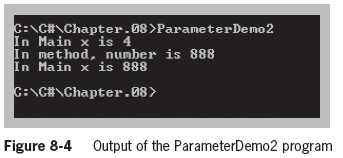 C:\C#\Chapter.08>ParameterDemo2
In Main x is 4
In method, number is 888
In Main x is 888
C:\C#\Chapter.08>
Figure 8-4 Output of the ParameterDemo2 program